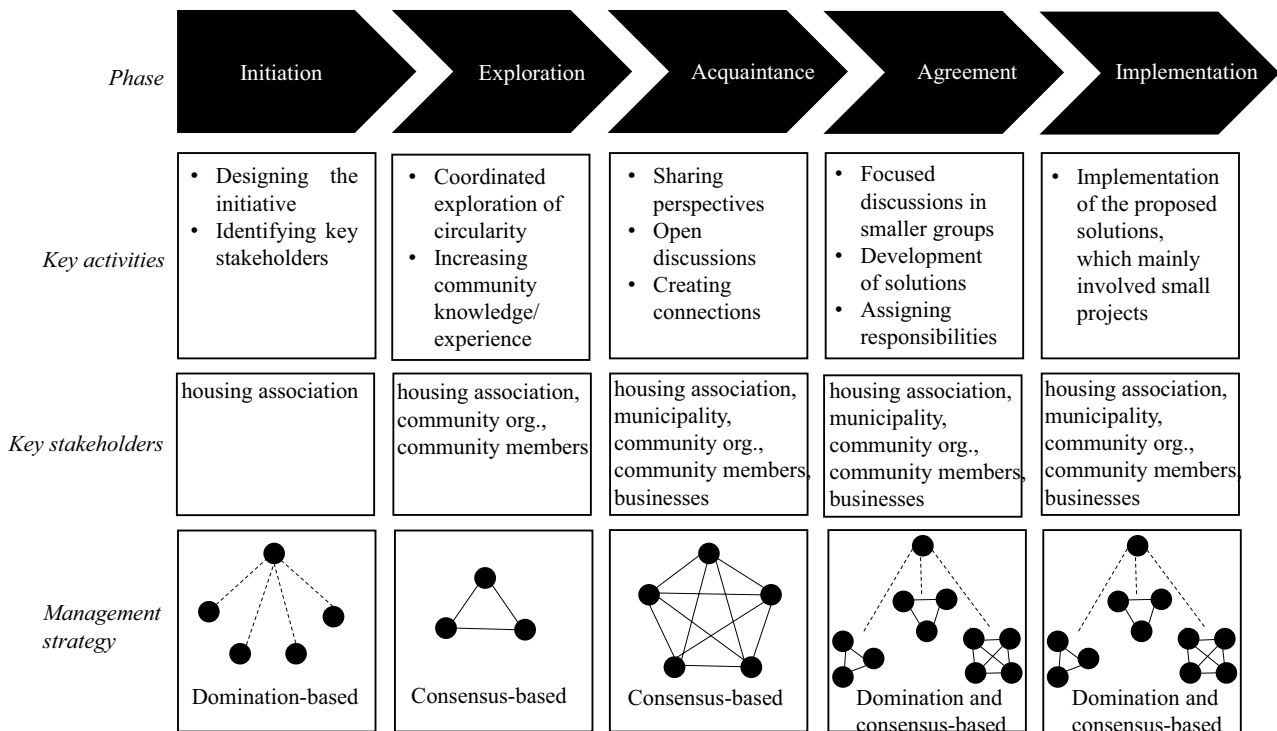 Phase
Initiation
Exploration
Acquaintance
Agreement
Implementation
Key activities
• Designing the
initiative
• Identifying key
stakeholders
• Coordinated
exploration of
circularity
• Increasing
community
knowledge/
experience
• Sharing
perspectives
• Open
discussions
• Creating
connections
• Focused
discussions in
smaller groups
• Development
of solutions
• Assigning
responsibilities
• Implementation
of the proposed
solutions,
which mainly
involved small
projects
Key stakeholders
housing association
housing association,
community org.,
community members
housing association,
municipality,
community org.,
community members,
businesses
housing association,
municipality,
community org.,
community members,
businesses
housing association,
municipality,
community org.,
community members,
businesses
Management
strategy
Domination-based
Consensus-based
Consensus-based
Domination and
consensus-based
Domination and
consensus-based